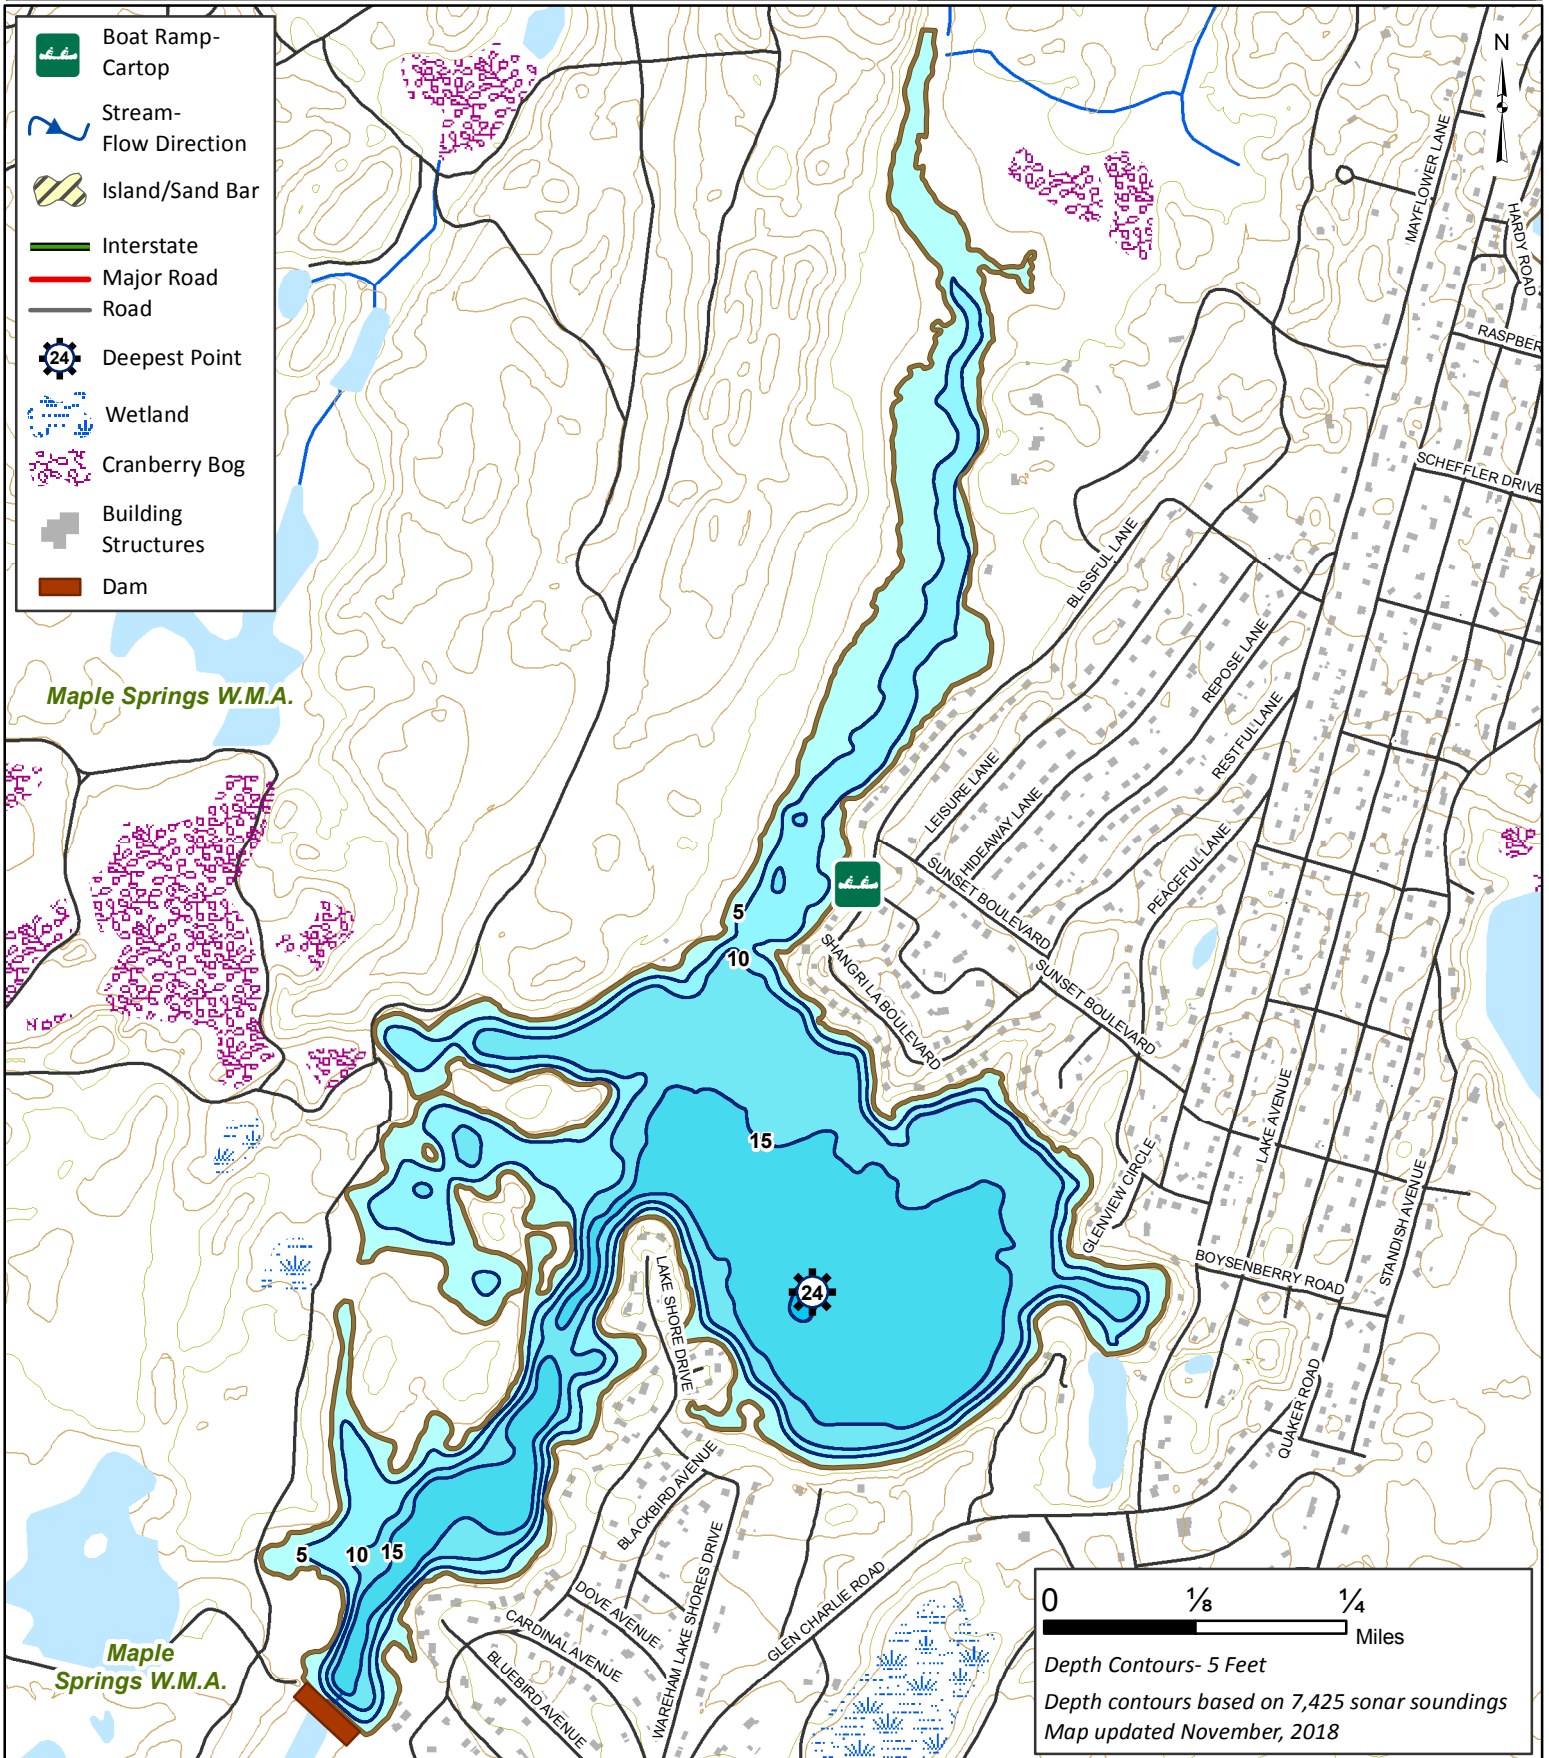 Boat Ramp-
Cartop
Stream-
Flow Direction
Island/Sand Bar
Interstate
Major Road
Road
24
Deepest Point
Wetland
Cranberry Bog
Building
Structures
Dam
N
MAYFLOWER LANE
HARDY ROAD
RASPBER
SCHEFFLER DRIVE
BLISSFUL LANE
REPOSE LANE
RESTFUL LANE
Maple Springs W.M.A.
LEISURE LANE
HIDEAWAY LANE
PEACEFUL LANE
SUNSET BOULEVARD
5
10
SHANGRI LA BOULEVARD
SUNSET BOULEVARD
15
LAKE AVENUE
GLENVIEW CIRCLE
STANDISH AVENUE
BOYSENBERRY ROAD
24
LAKE SHORE DRIVE
QUAKER ROAD
BLACKBIRD AVENUE
5
10
15
WAREHAM LAKE SHORES DRIVE
DOVE AVENUE
CARDINAL AVENUE
GLEN CHARLIE ROAD
BLUEBIRD AVENUE
Maple
Springs W.M.A.
0 ⅛ ¼
Miles
Depth Contours- 5 Feet
Depth contours based on 7,425 sonar soundings
Map updated November, 2018